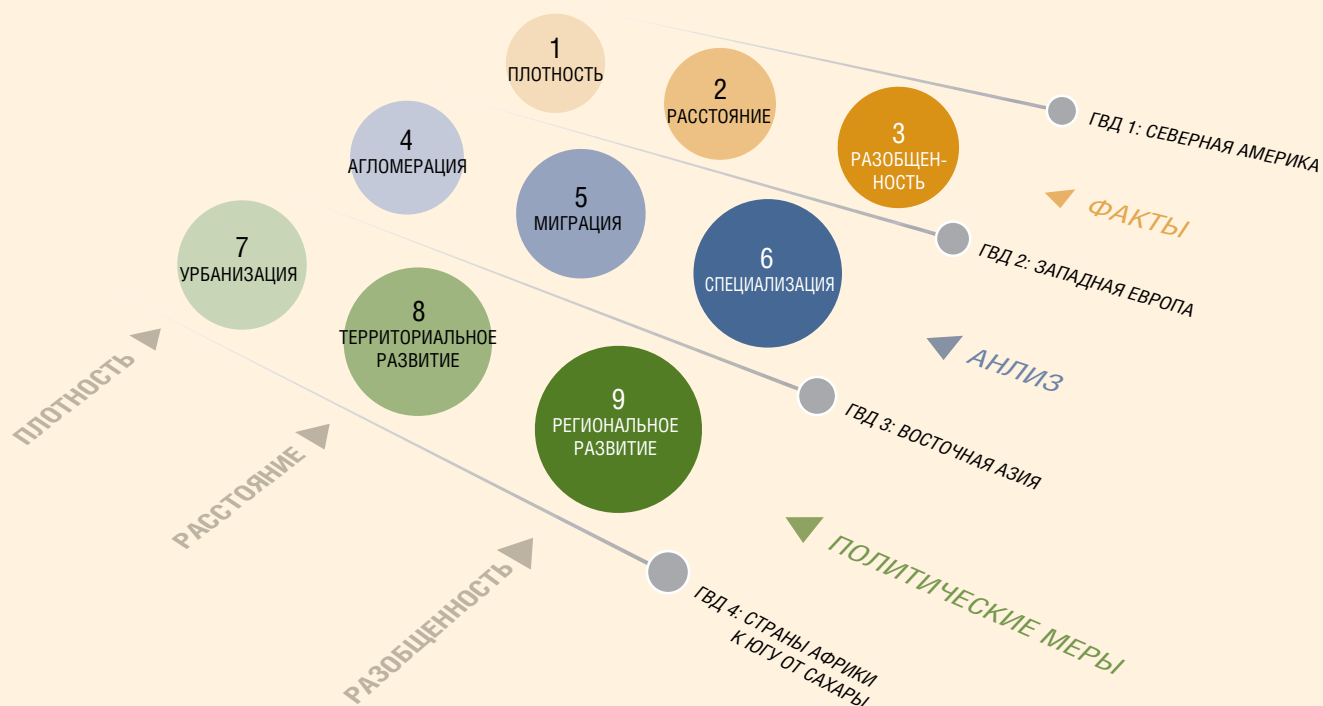 1
ПЛОТНОСТЬ
2
РАССТОЯНИЕ
3
РАЗОБЩЕН-
НОСТЬ
ГВД 1: СЕВЕРНАЯ АМЕРИКА
ФАКТЫ
4
АГЛОМЕРАЦИЯ
5
МИГРАЦИЯ
6
СПЕЦИАЛИЗАЦИЯ
ГВД 2: ЗАПАДНАЯ ЕВРОПА
АНЛИЗ
7
УРБАНИЗАЦИЯ
8
ТЕРРИТОРИАЛЬНОЕ
РАЗВИТИЕ
9
РЕГИОНАЛЬНОЕ
РАЗВИТИЕ
ГВД 3: ВОСТОЧНАЯ АЗИЯ
ПОЛИТИЧЕСКИЕ МЕРЫ
ПЛОТНОСТЬ
РАССТОЯНИЕ
РАЗОБЩЕННОСТЬ
ГВД 4: СТРАНЫ АФРИКИ
К ЮГУ ОТ САХАРЫ